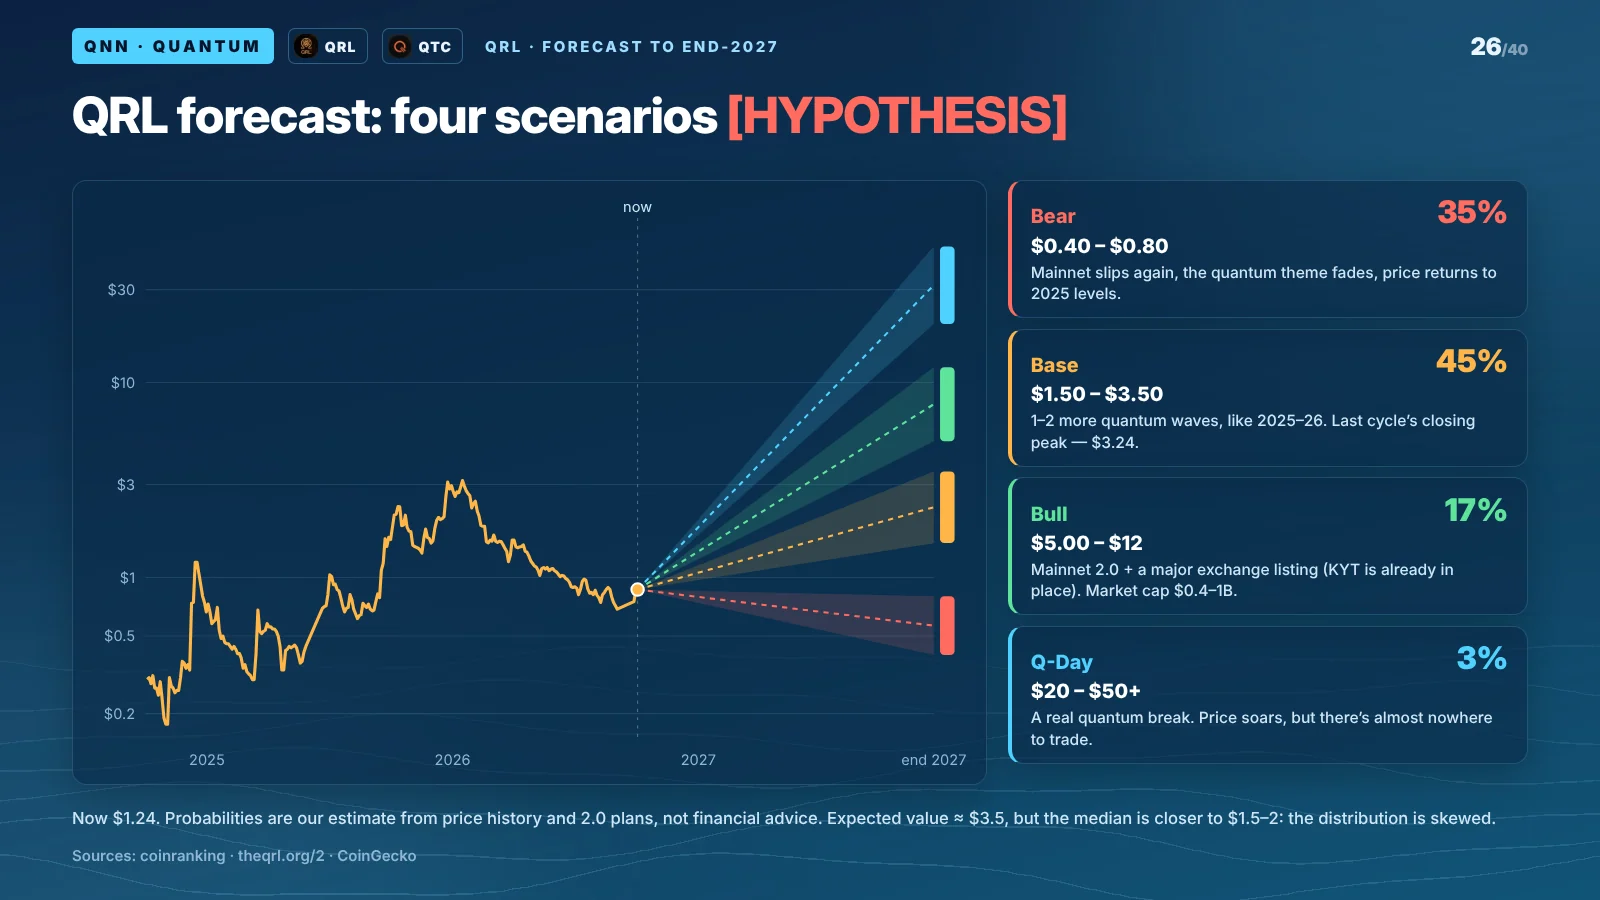 QNN · QUANTUM
QRL
QTC
QRL · FORECAST TO END-2027
26/40
QRL forecast: four scenarios [HYPOTHESIS]
now
$30
$10
$3
$1
$0.5
$0.2
2025
2026
2027
end 2027
Bear
35%
$0.40 – $0.80
Mainnet slips again, the quantum theme fades, price returns to
2025 levels.
Base
45%
$1.50 – $3.50
1–2 more quantum waves, like 2025–26. Last cycle’s closing
peak — $3.24.
Bull
17%
$5.00 – $12
Mainnet 2.0 + a major exchange listing (KYT is already in
place). Market cap $0.4–1B.
Q-Day
3%
$20 – $50+
A real quantum break. Price soars, but there’s almost nowhere
to trade.
Now $1.24. Probabilities are our estimate from price history and 2.0 plans, not financial advice. Expected value ≈ $3.5, but the median is closer to $1.5–2: the distribution is skewed.
Sources: coinranking · theqrl.org/2 · CoinGecko